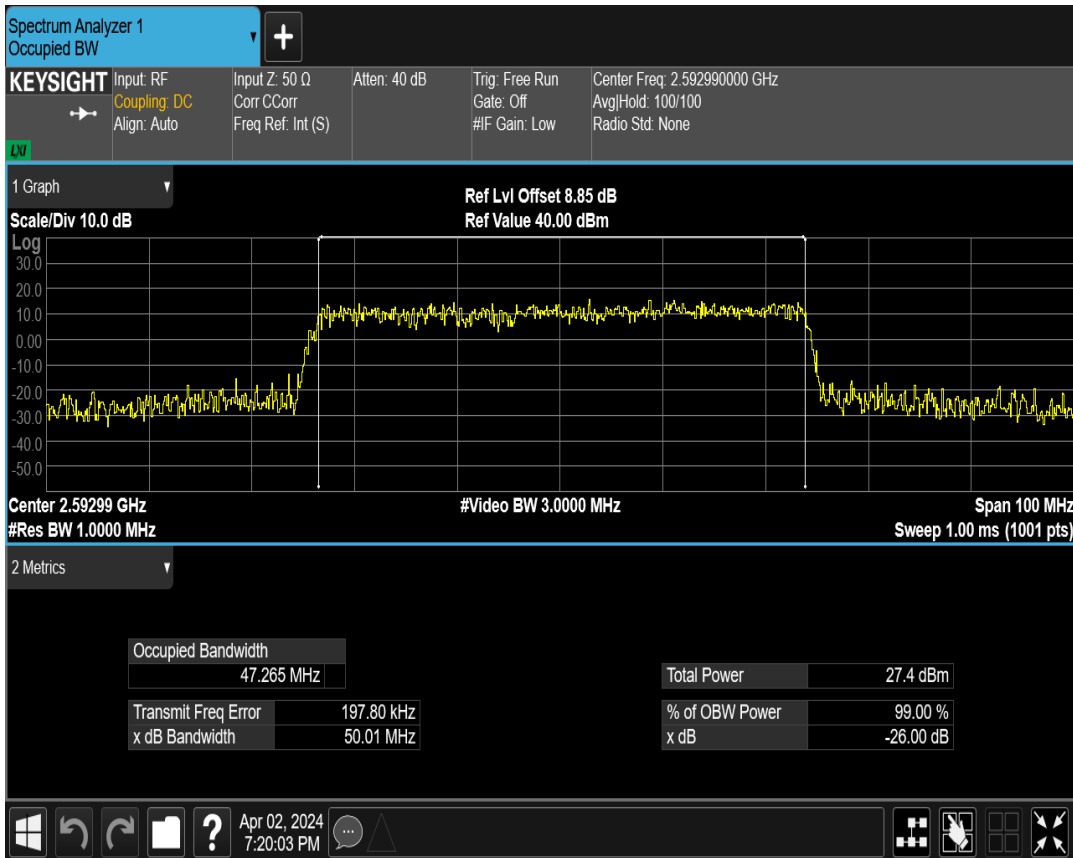 Spectrum Analyzer 1
Occupied BW
+
KEYSIGHT
LXI
Input: RF
Coupling: DC
Align: Auto
Input Z: 50 Ω
Corr CCorr
Freq Ref: Int (S)
Atten: 40 dB
Trig: Free Run
Gate: Off
#IF Gain: Low
Center Freq: 2.592990000 GHz
Avg|Hold: 100/100
Radio Std: None
1 Graph
Scale/Div 10.0 dB
Ref Lvl Offset 8.85 dB
Ref Value 40.00 dBm
Log
30.0
20.0
10.0
0.00
-10.0
-20.0
-30.0
-40.0
-50.0
Center 2.59299 GHz
#Video BW 3.0000 MHz
Span 100 MHz
#Res BW 1.0000 MHz
Sweep 1.00 ms (1001 pts)
2 Metrics
Occupied Bandwidth
47.265 MHz
Total Power 27.4 dBm
Transmit Freq Error 197.80 kHz
% of OBW Power 99.00 %
x dB Bandwidth 50.01 MHz
x dB -26.00 dB
?
Apr 02, 2024
7:20:03 PM